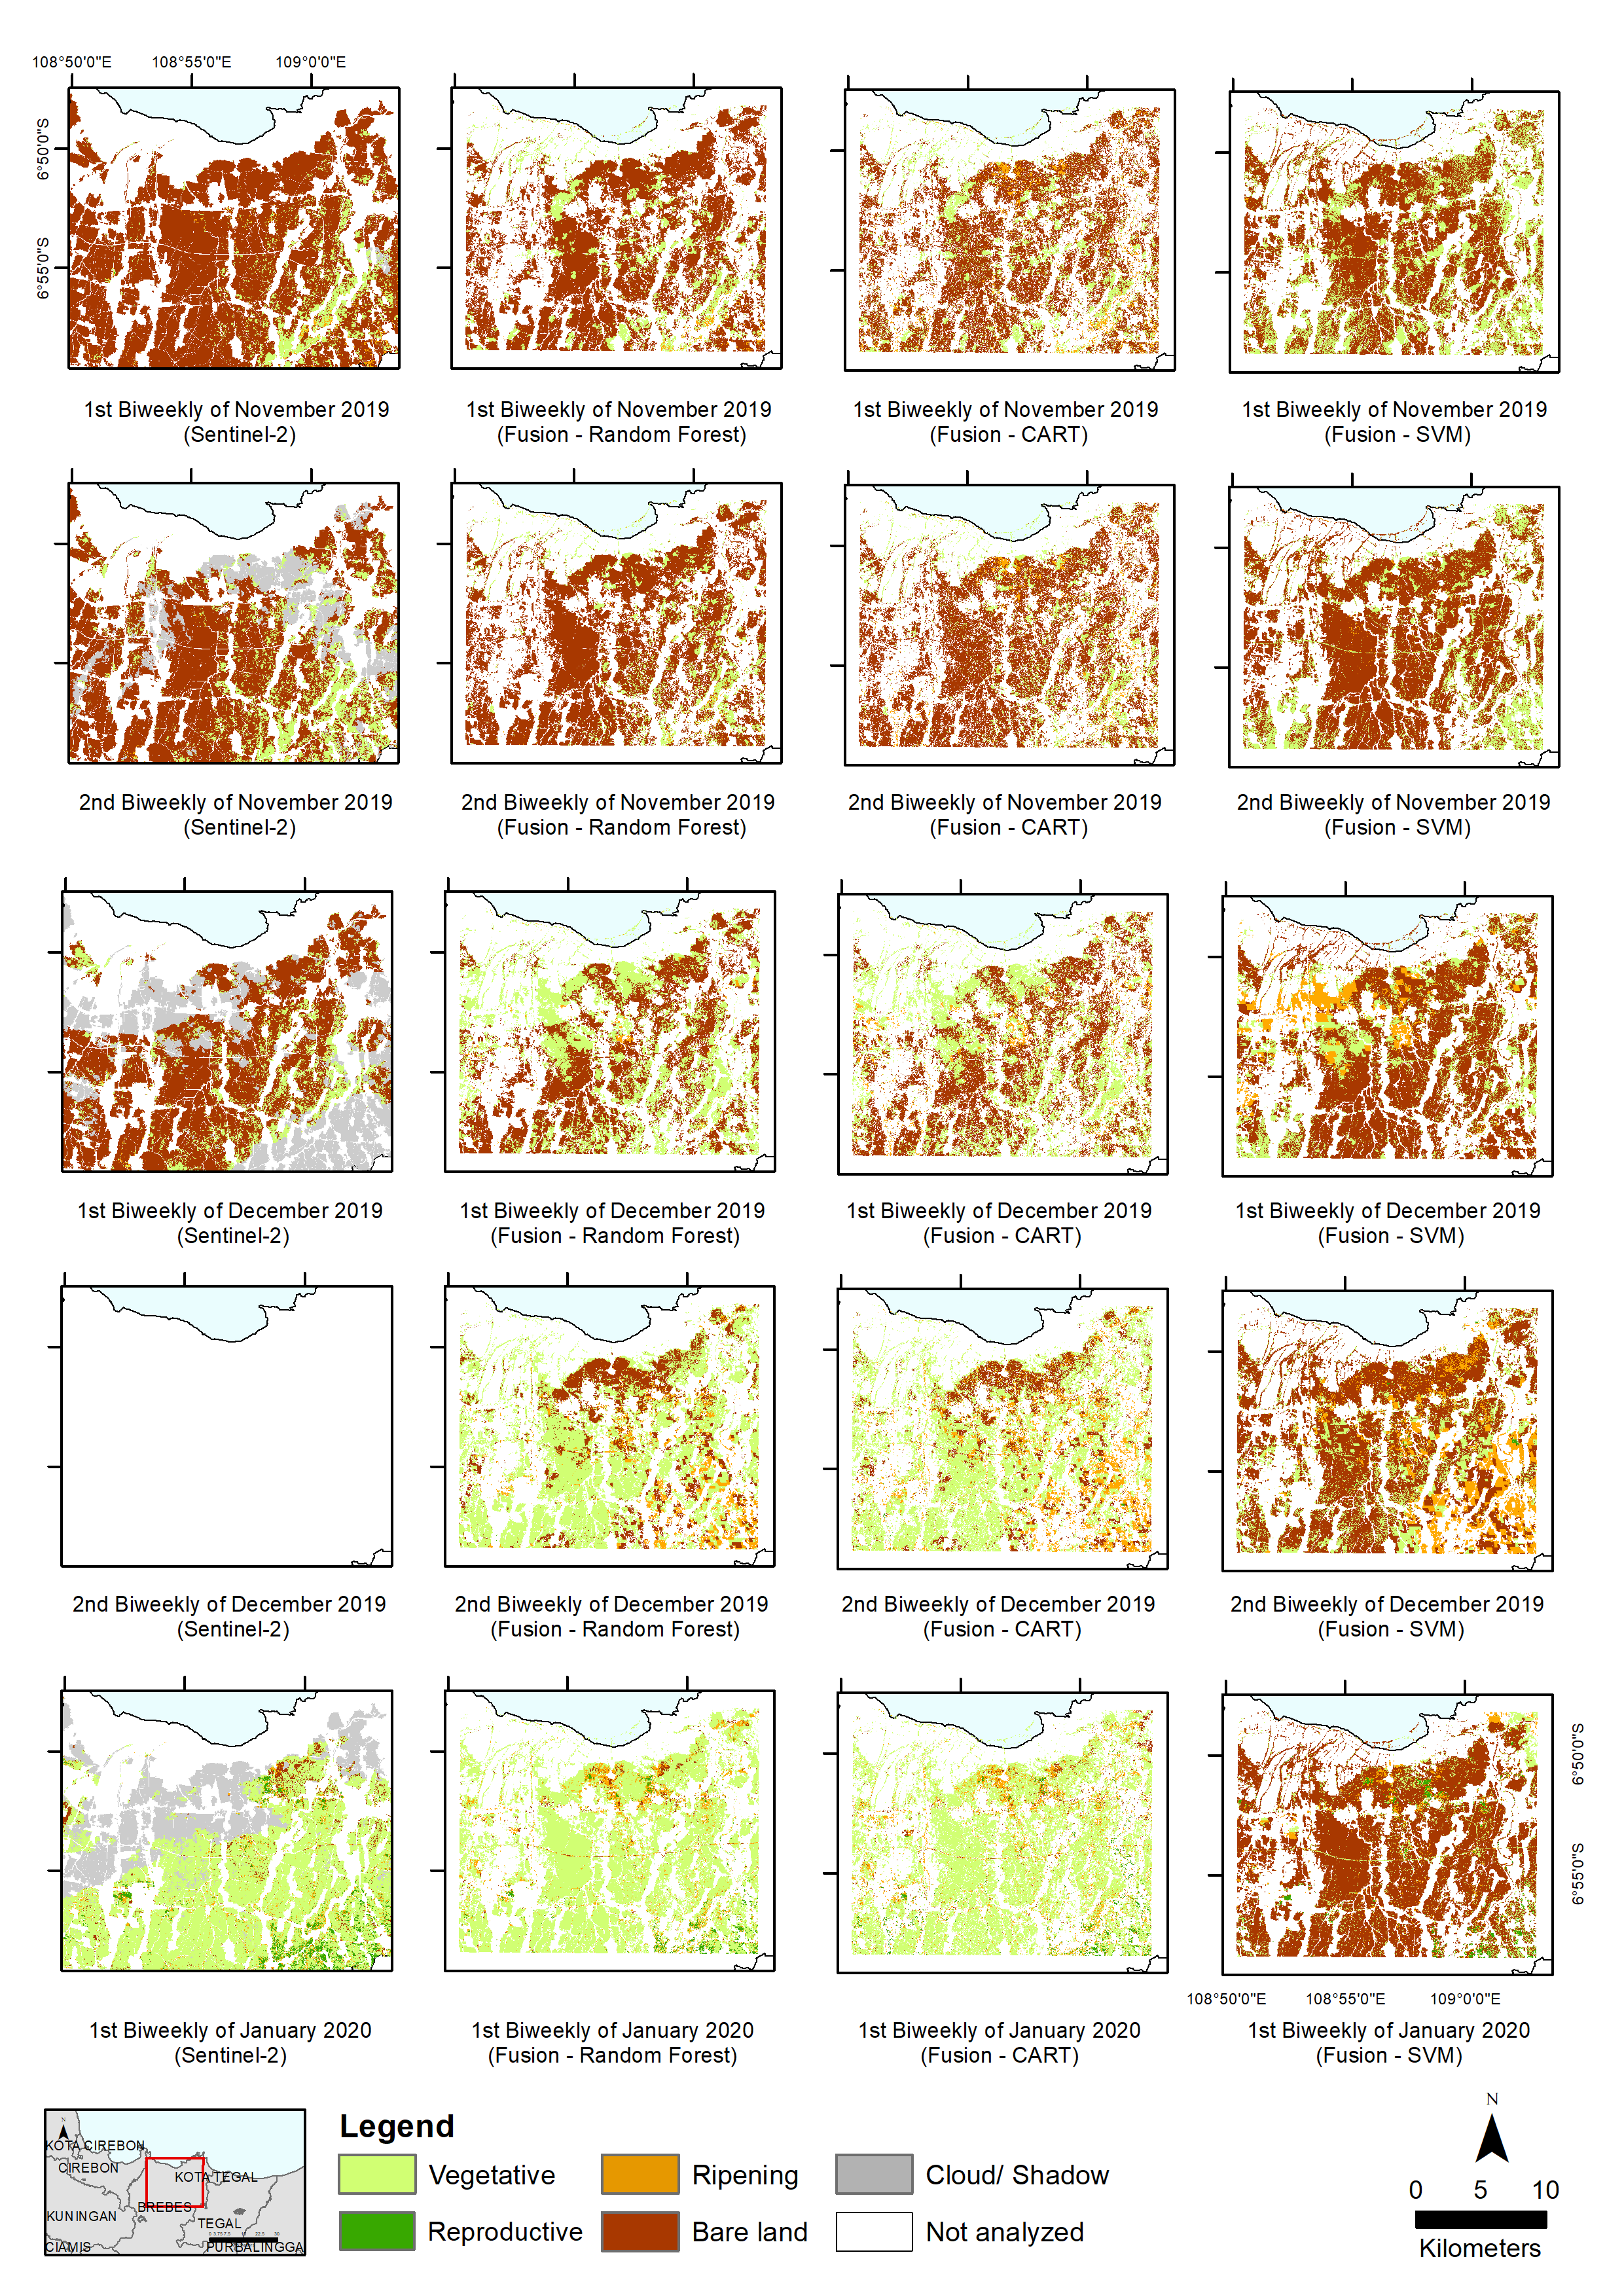 108°50'0"E 108°55'0"E 109°0'0"E
6°50'0"S
6°55'0"S
1st Biweekly of November 2019
(Sentinel-2)
1st Biweekly of November 2019
(Fusion - Random Forest)
1st Biweekly of November 2019
(Fusion - CART)
1st Biweekly of November 2019
(Fusion - SVM)
2nd Biweekly of November 2019
(Sentinel-2)
2nd Biweekly of November 2019
(Fusion - Random Forest)
2nd Biweekly of November 2019
(Fusion - CART)
2nd Biweekly of November 2019
(Fusion - SVM)
1st Biweekly of December 2019
(Sentinel-2)
1st Biweekly of December 2019
(Fusion - Random Forest)
1st Biweekly of December 2019
(Fusion - CART)
1st Biweekly of December 2019
(Fusion - SVM)
2nd Biweekly of December 2019
(Sentinel-2)
2nd Biweekly of December 2019
(Fusion - Random Forest)
2nd Biweekly of December 2019
(Fusion - CART)
2nd Biweekly of December 2019
(Fusion - SVM)
6°50'0"S
6°55'0"S
108°50'0"E 108°55'0"E 109°0'0"E
1st Biweekly of January 2020
(Sentinel-2)
1st Biweekly of January 2020
(Fusion - Random Forest)
1st Biweekly of January 2020
(Fusion - CART)
1st Biweekly of January 2020
(Fusion - SVM)
N
KOTA CIREBON
CIREBON
KOTA TEGAL
BREBES
KUNINGAN
TEGAL
CIAMIS
PURBALINGGA
Legend
Vegetative
Ripening
Cloud/ Shadow
Reproductive
Bare land
Not analyzed
N
0 5 10
Kilometers